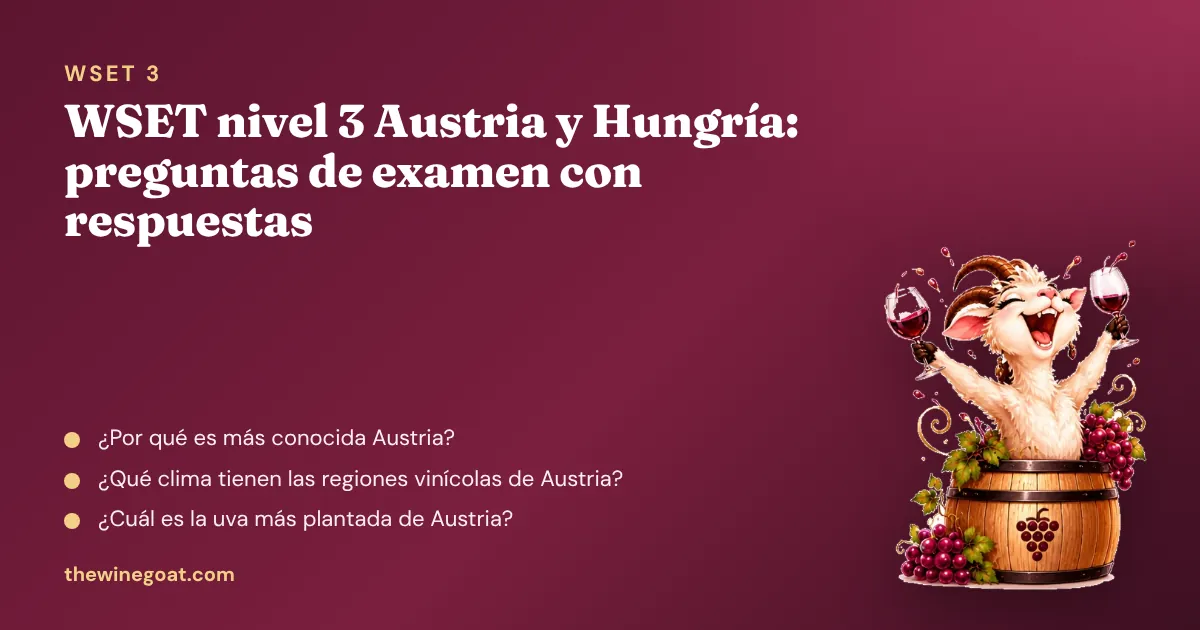 WSET 3
WSET nivel 3 Austria y Hungría:
preguntas de examen con
respuestas
¿Por qué es más conocida Austria?
¿Qué clima tienen las regiones vinícolas de Austria?
¿Cuál es la uva más plantada de Austria?
thewinegoat.com